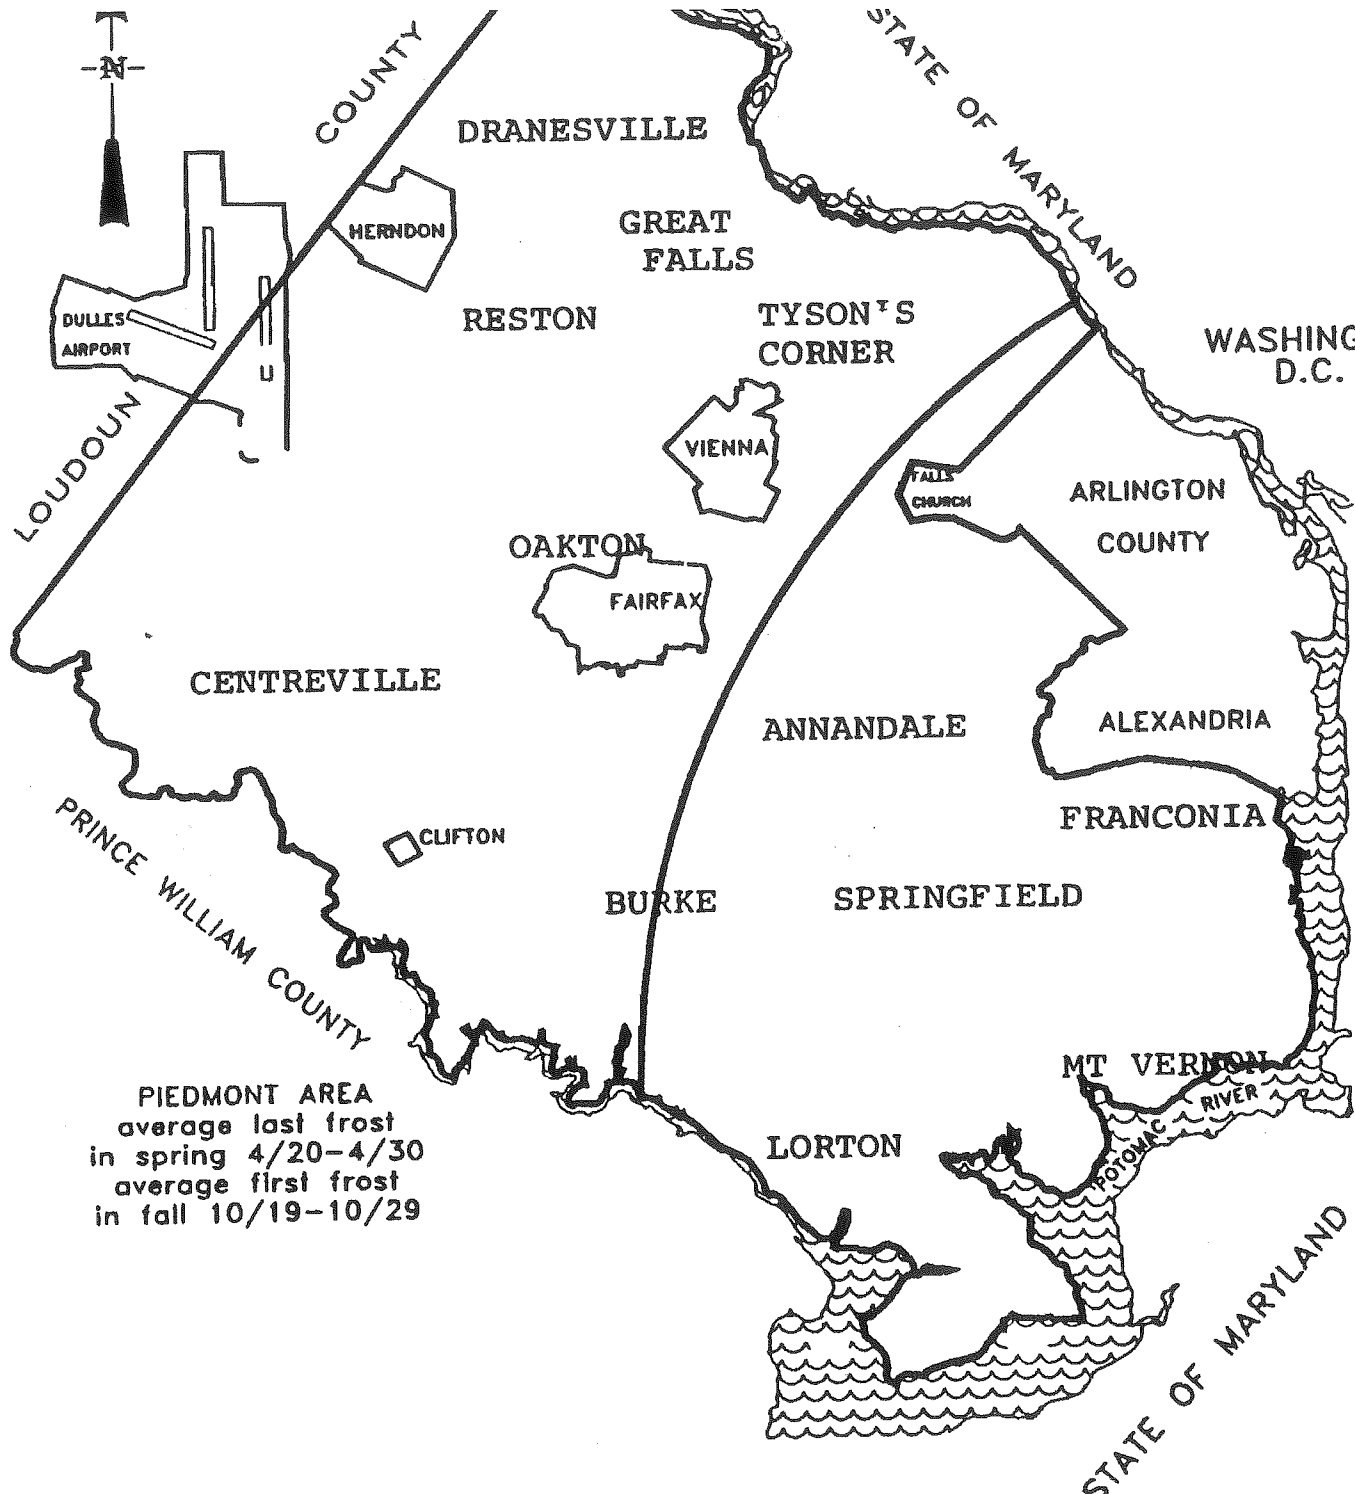 N
COUNTY
STATE OF MARYLAND
DRANESVILLE
HERNDON
GREAT
FALLS
RESTON
TYSON'S
CORNER
DULLES
AIRPORT
WASHING
D.C.
LOUDOUN
VIENNA
FALLS
CHURCH
ARLINGTON
COUNTY
OAKTON
FAIRFAX
CENTREVILLE
ANNANDALE
ALEXANDRIA
FRANCONIA
CLIFTON
BURKE
SPRINGFIELD
PRINCE WILLIAM COUNTY
MT VERNON
POTOMAC
RIVER
PIEDMONT AREA
average last frost
in spring 4/20-4/30
average first frost
in fall 10/19-10/29
LORTON
STATE OF MARYLAND